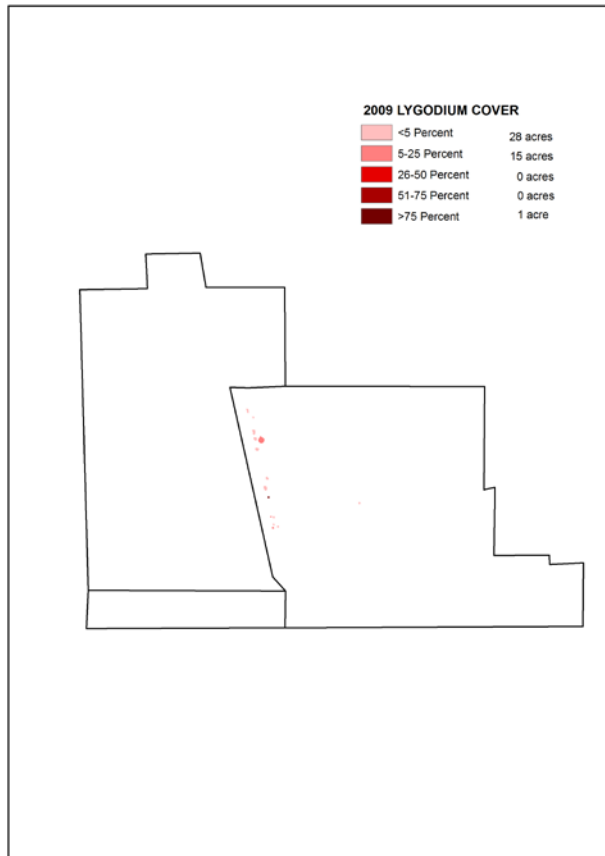 2009 LYGODIUM COVER
<5 Percent 28 acres
5-25 Percent 15 acres
26-50 Percent 0 acres
51-75 Percent 0 acres
>75 Percent 1 acre